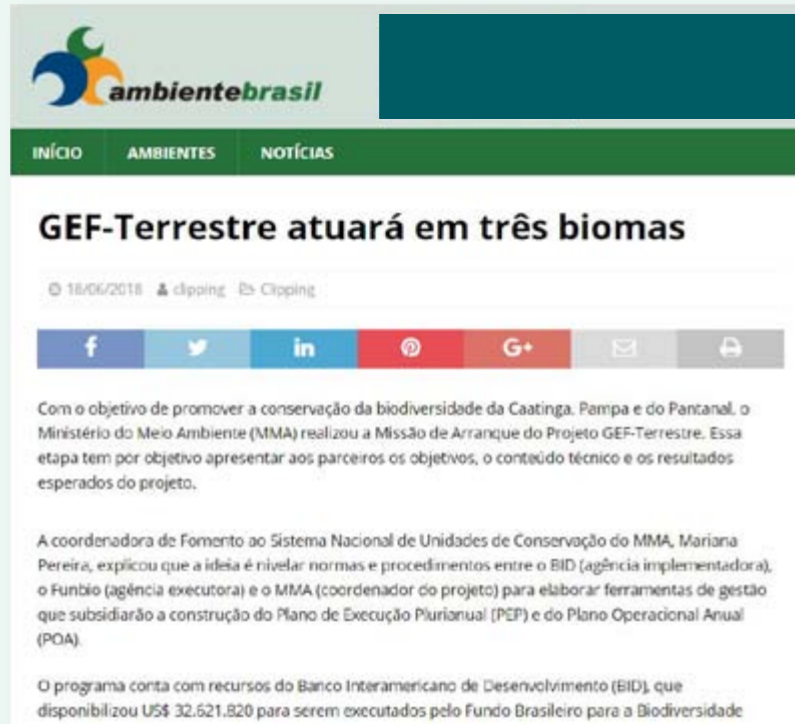 ambientebrasil
INÍCIO AMBIENTES NOTÍCIAS
GEF-Terrestre atuará em três biomas
18/06/2018 clipping Clipping
f in G+
Com o objetivo de promover a conservação da biodiversidade da Caatinga, Pampa e do Pantanal, o
Ministério do Meio Ambiente (MMA) realizou a Missão de Arranque do Projeto GEF-Terrestre. Essa
etapa tem por objetivo apresentar aos parceiros os objetivos, o conteúdo técnico e os resultados
esperados do projeto.
A coordenadora de Fomento ao Sistema Nacional de Unidades de Conservação do MMA, Mariana
Pereira, explicou que a ideia é nivelar normas e procedimentos entre o BID (agência implementadora),
o Funbio (agência executora) e o MMA (coordenador do projeto) para elaborar ferramentas de gestão
que subsidiarão a construção do Plano de Execução Plurianual (PEP) e do Plano Operacional Anual
(POA).
O programa conta com recursos do Banco Interamericano de Desenvolvimento (BID), que
disponibilizou US$ 32.621.820 para serem executados pelo Fundo Brasileiro para a Biodiversidade